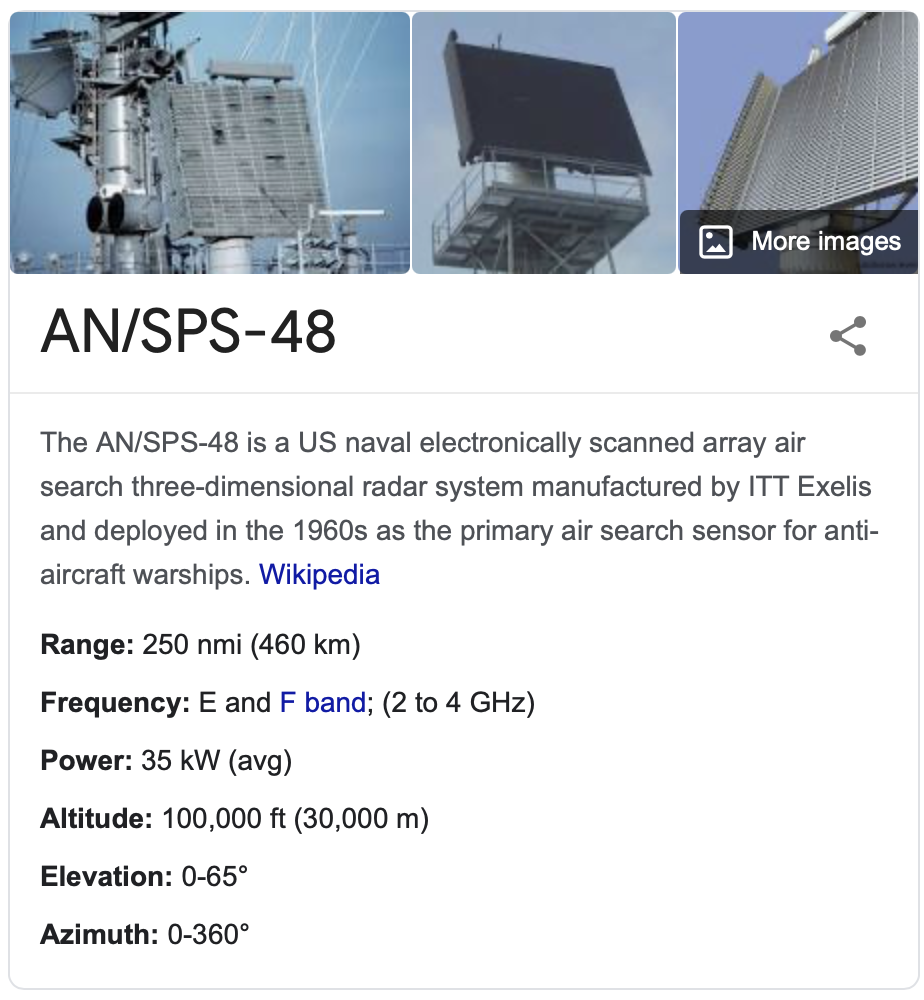 More images
AN/SPS-48
The AN/SPS-48 is a US naval electronically scanned array air
search three-dimensional radar system manufactured by ITT Exelis
and deployed in the 1960s as the primary air search sensor for anti-
aircraft warships. Wikipedia
Range: 250 nmi (460 km)
Frequency: E and F band; (2 to 4 GHz)
Power: 35 kW (avg)
Altitude: 100,000 ft (30,000 m)
Elevation: 0-65°
Azimuth: 0-360°